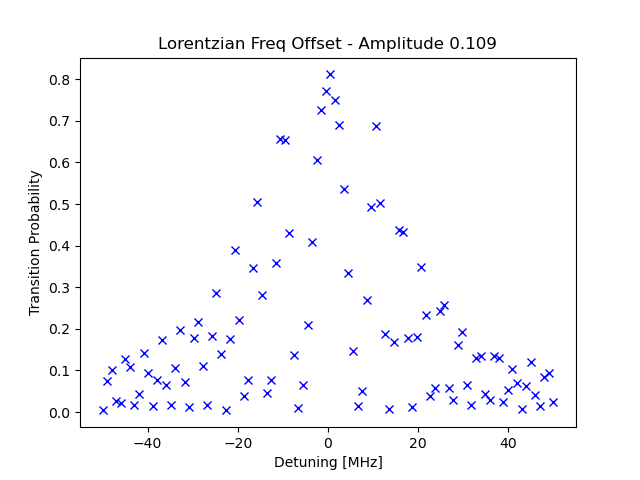 Lorentzian Freq Offset - Amplitude 0.109
Transition Probability
0.8
0.7
0.6
0.5
0.4
0.3
0.2
0.1
0.0
−40 −20 0 20 40
Detuning [MHz]